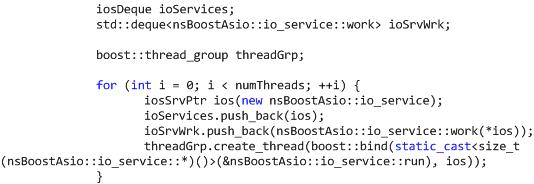 iosDeque ioServices;
std::deque<nsBoostAsio::io_service::work> ioSrvWrk;
boost::thread_group threadGrp;
for (int i = 0; i < numThreads; ++i) {
iosSrvPtr ios(new nsBoostAsio::io_service);
ioServices.push_back(ios);
ioSrvWrk.push_back(nsBoostAsio::io_service::work(*ios));
threadGrp.create_thread(boost::bind(static_cast<size_t
(nsBoostAsio::io_service::*)()>(&nsBoostAsio::io_service::run), ios));
}